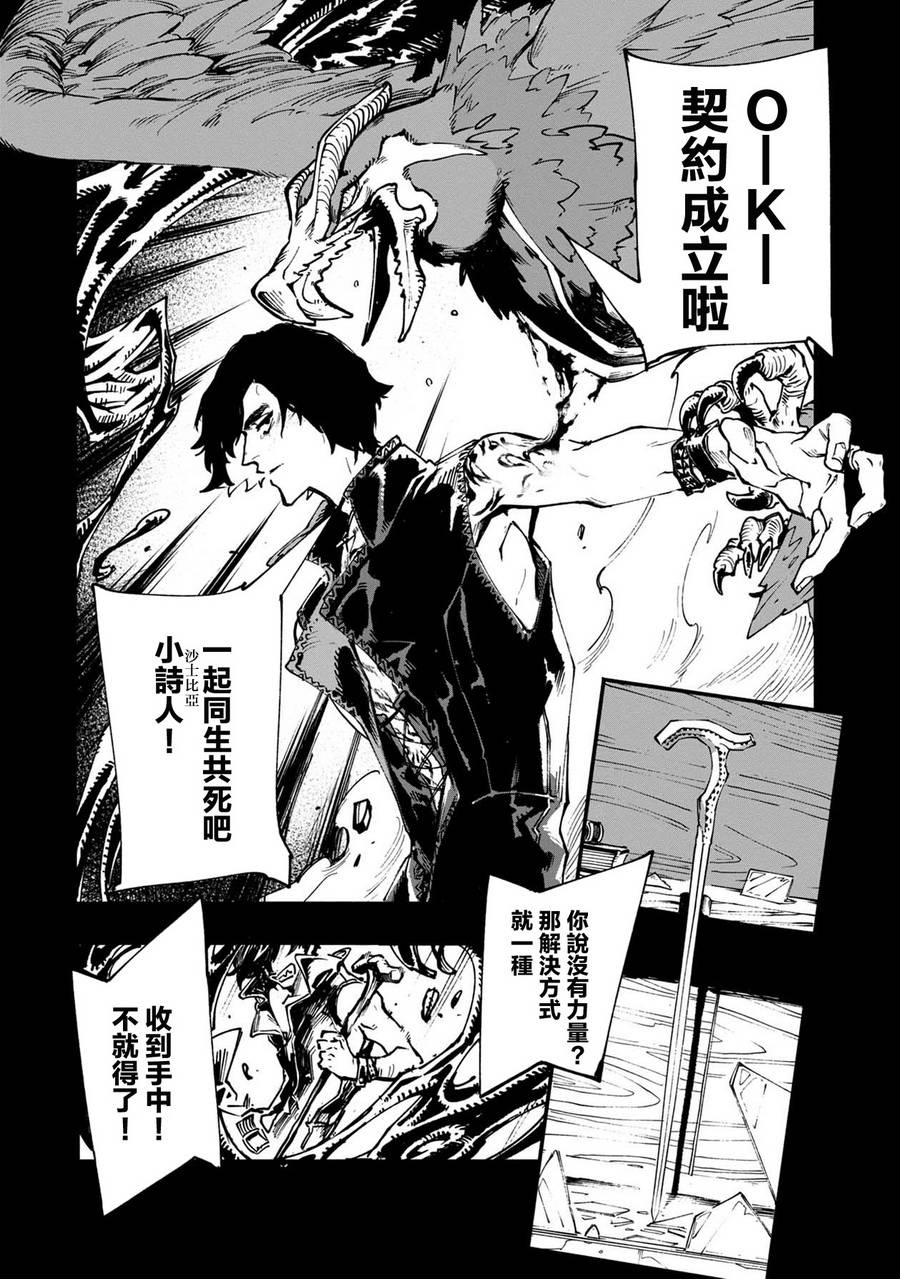 O－K－
契約成立啦
一起同生共死吧
小詩人！
沙士比亞
你說沒有力量？
那解決方式
就一種
收到手中！
不就得了！